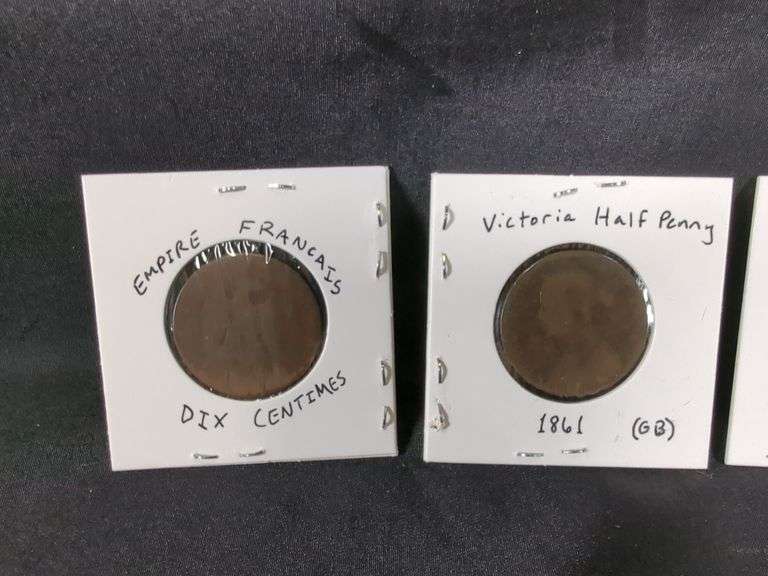 EMPIRE FRANCAIS
DIX CENTIMES
Victoria Half Penny
1861 (GB)